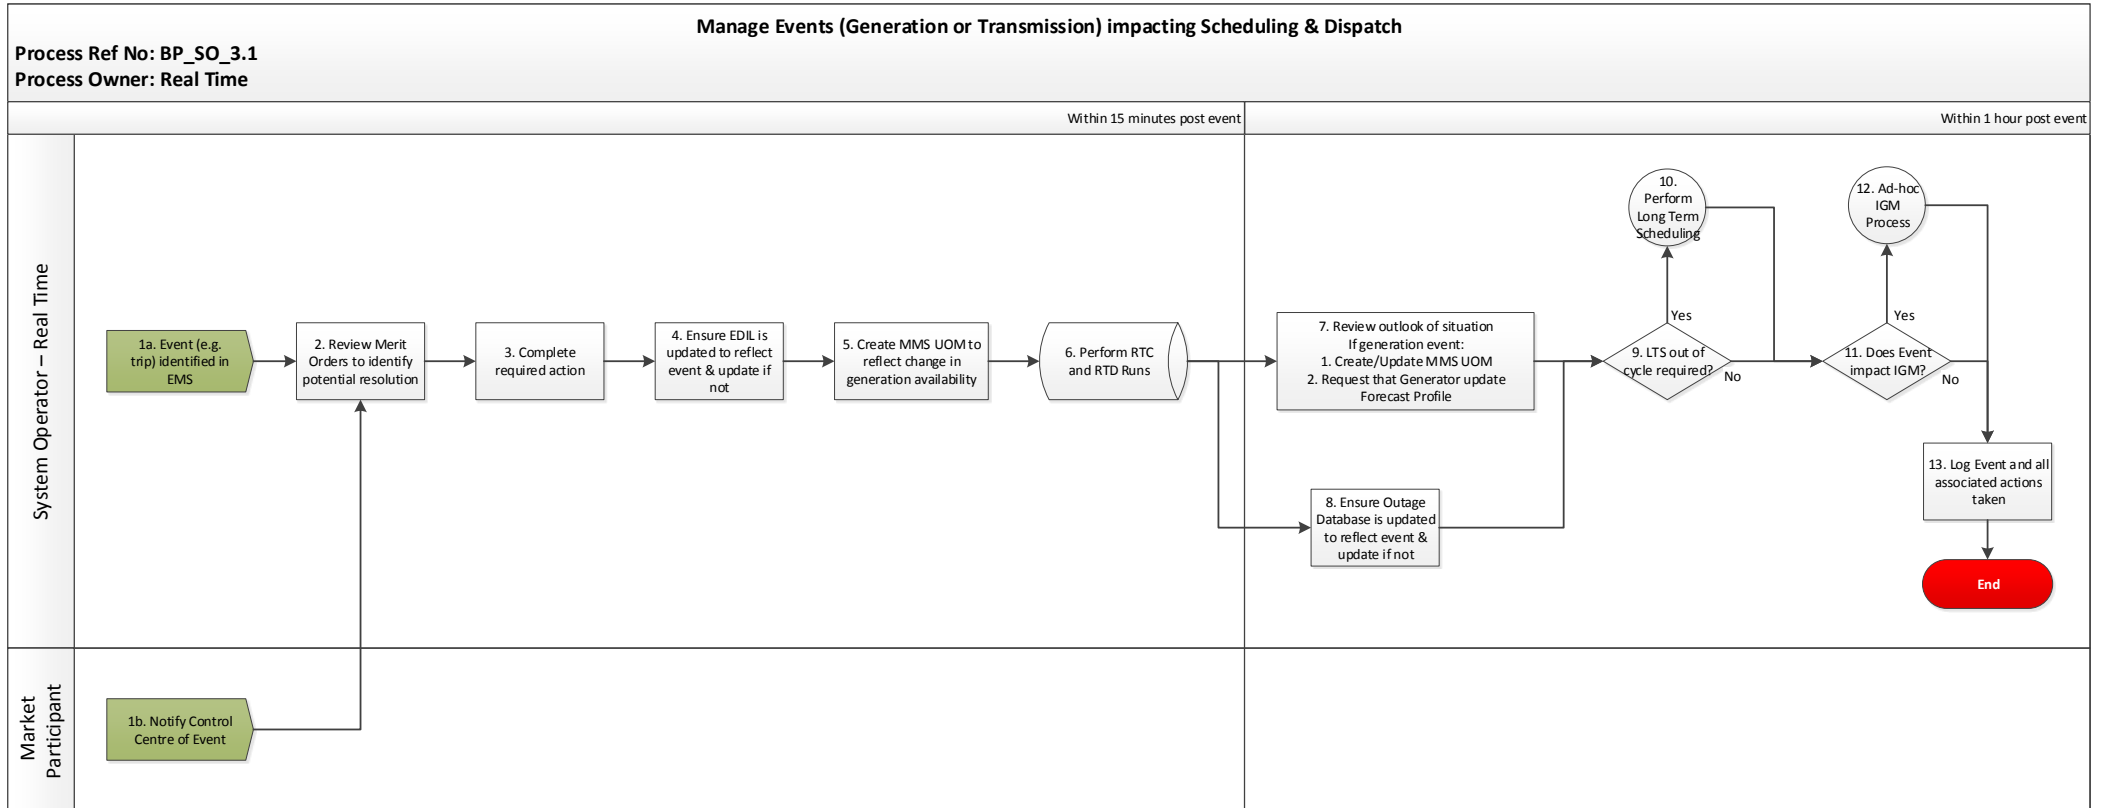 Manage Events (Generation or Transmission) impacting Scheduling & Dispatch
Process Ref No: BP_SO_3.1
Process Owner: Real Time
Within 15 minutes post event
Within 1 hour post event
System Operator – Real Time
1a. Event (e.g.
trip) identified in
EMS
2. Review Merit
Orders to identify
potential resolution
3. Complete
required action
4. Ensure EDIL is
updated to reflect
event & update if
not
5. Create MMS UOM to
reflect change in
generation availability
6. Perform RTC
and RTD Runs
7. Review outlook of situation
If generation event:
1. Create/Update MMS UOM
2. Request that Generator update
Forecast Profile
8. Ensure Outage
Database is updated
to reflect event &
update if not
9. LTS out of
cycle required?
Yes
No
10.
Perform
Long Term
Scheduling
11. Does Event
impact IGM?
Yes
No
12. Ad-hoc
IGM
Process
13. Log Event and all
associated actions
taken
End
Market
Participant
1b. Notify Control
Centre of Event